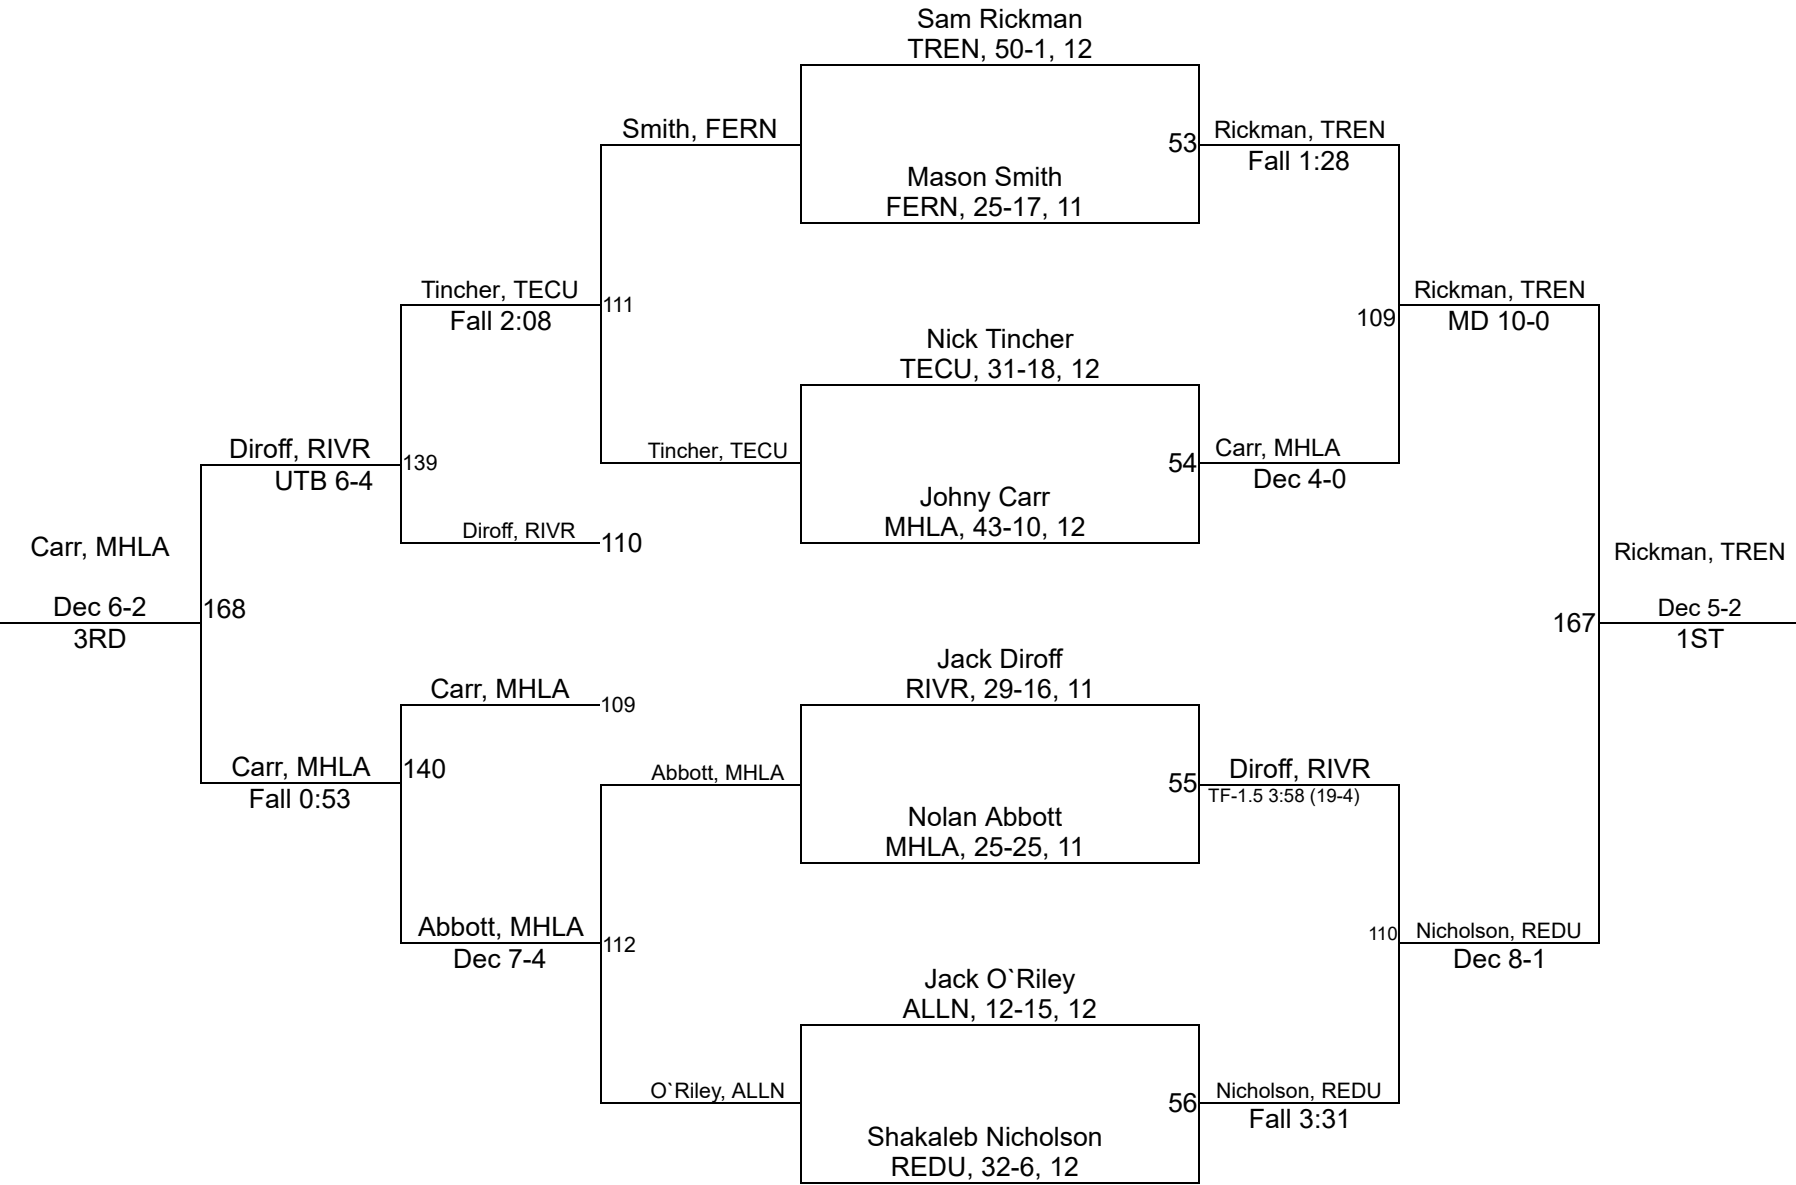 Sam Rickman
TREN, 50-1, 12
Smith, FERN
53
Rickman, TREN
Fall 1:28
Mason Smith
FERN, 25-17, 11
Tincher, TECU
Fall 2:08
111
109
Rickman, TREN
MD 10-0
Nick Tincher
TECU, 31-18, 12
Diroff, RIVR
UTB 6-4
139
Tincher, TECU
54
Carr, MHLA
Dec 4-0
Johny Carr
MHLA, 43-10, 12
Diroff, RIVR
110
Carr, MHLA
Dec 6-2
3RD
168
167
Rickman, TREN
Dec 5-2
1ST
Jack Diroff
RIVR, 29-16, 11
Carr, MHLA
109
Carr, MHLA
Fall 0:53
140
Abbott, MHLA
55
Diroff, RIVR
TF-1.5 3:58 (19-4)
Nolan Abbott
MHLA, 25-25, 11
Abbott, MHLA
Dec 7-4
112
110
Nicholson, REDU
Dec 8-1
Jack O`Riley
ALLN, 12-15, 12
O`Riley, ALLN
56
Nicholson, REDU
Fall 3:31
Shakaleb Nicholson
REDU, 32-6, 12